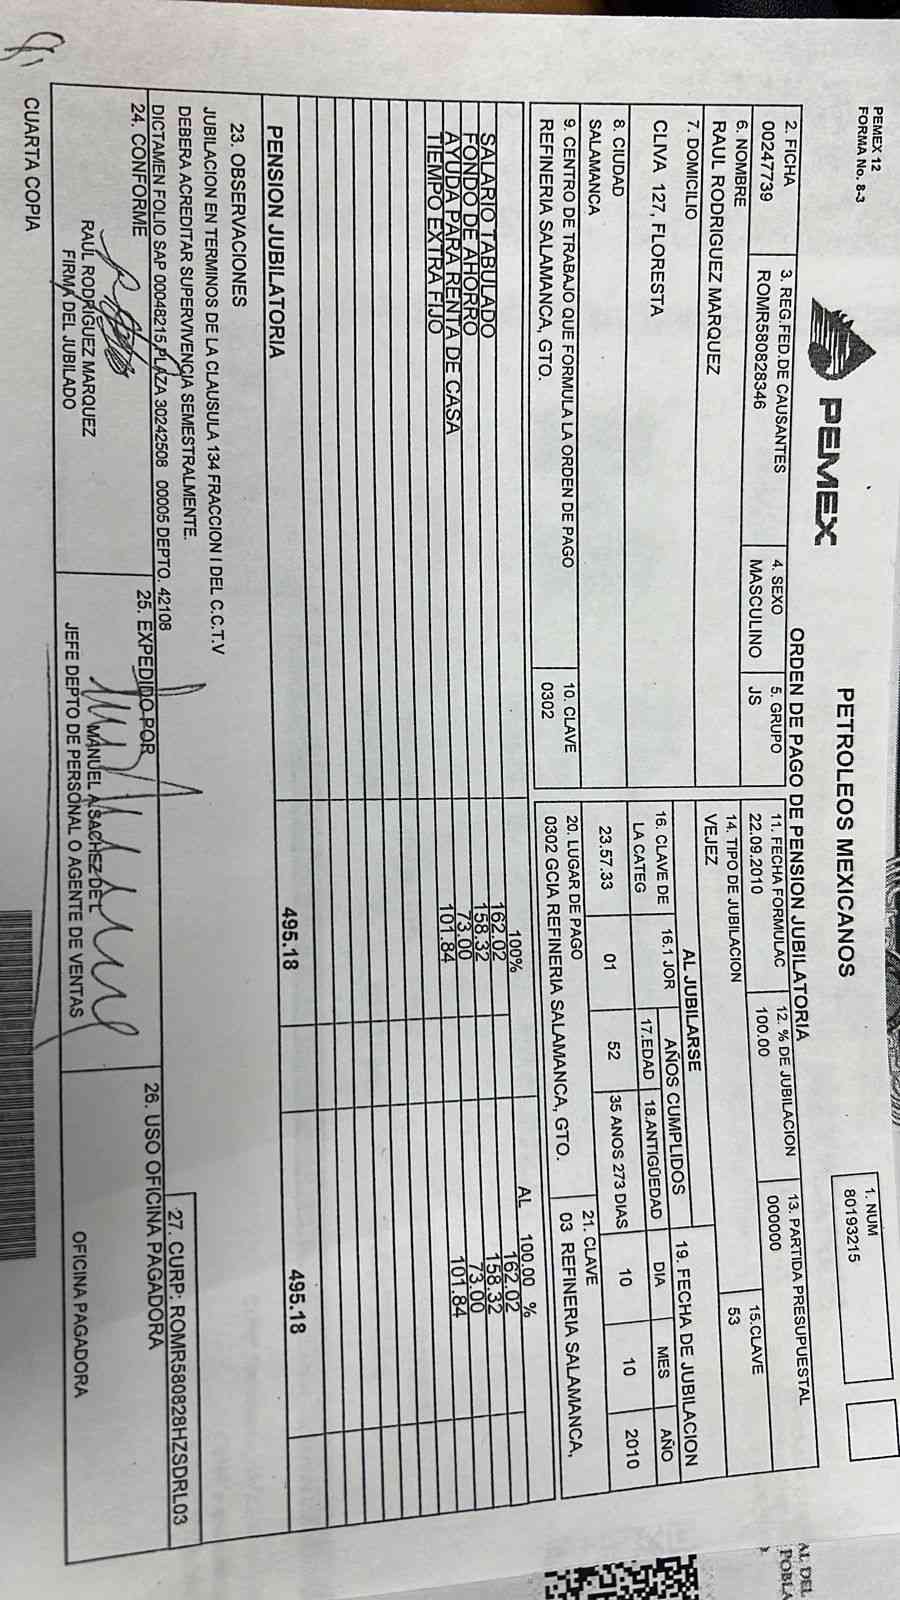 PEMEX 12
FORMA No. 8-3
PEMEX
PETROLEOS MEXICANOS
ORDEN DE PAGO DE PENSION JUBILATORIA
1. NUM
80193215
2. FICHA
00247739
3. REG.FED.DE CAUSANTES
ROMR580828346
4. SEXO
MASCULINO
5. GRUPO
JS
6. NOMBRE
RAUL RODRIGUEZ MARQUEZ
7. DOMICILIO
CLIVA 127, FLORESTA
8. CIUDAD
SALAMANCA
9. CENTRO DE TRABAJO QUE FORMULA LA ORDEN DE PAGO
REFINERIA SALAMANCA, GTO.
10. CLAVE
0302
11. FECHA FORMULAC
22.09.2010
12. % DE JUBILACION
100.00
13. PARTIDA PRESUPUESTAL
000000
14. TIPO DE JUBILACION
VEJEZ
15.CLAVE
53
AL JUBILARSE
16. CLAVE DE
LA CATEG
23.57.33
16.1 JOR
01
AÑOS CUMPLIDOS
17.EDAD
52
18.ANTIGÜEDAD
35 ANOS 273 DIAS
19. FECHA DE JUBILACION
DIA MES AÑO
10 10 2010
20. LUGAR DE PAGO
0302 GCIA REFINERIA SALAMANCA, GTO.
21. CLAVE
03 REFINERIA SALAMANCA,
100% AL 100.00 %
SALARIO TABULADO 162.02 162.02
FONDO DE AHORRO 158.32 158.32
AYUDA PARA RENTA DE CASA 73.00 73.00
TIEMPO EXTRA FIJO 101.84 101.84
PENSION JUBILATORIA 495.18 495.18
23. OBSERVACIONES
JUBILACION EN TERMINOS DE LA CLAUSULA 134 FRACCION I DEL C.C.T.V
DEBERA ACREDITAR SUPERVIVENCIA SEMESTRALMENTE.
DICTAMEN FOLIO SAP 00048215 PLAZA 30242508 00005 DEPTO. 42108
27. CURP: ROMR580828HZSDRL03
24. CONFORME
RAUL RODRIGUEZ MARQUEZ
FIRMA DEL JUBILADO
25. EXPEDIDO POR
MANUEL A SACHEZ DE L
JEFE DEPTO DE PERSONAL O AGENTE DE VENTAS
26. USO OFICINA PAGADORA
OFICINA PAGADORA
CUARTA COPIA
AL DEL
POBLA